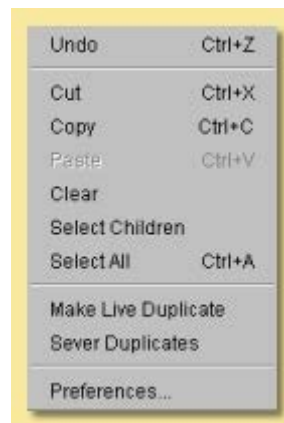 Undo Ctrl+Z
Cut Ctrl+X
Copy Ctrl+C
Paste Ctrl+V
Clear
Select Children
Select All Ctrl+A
Make Live Duplicate
Sever Duplicates
Preferences...